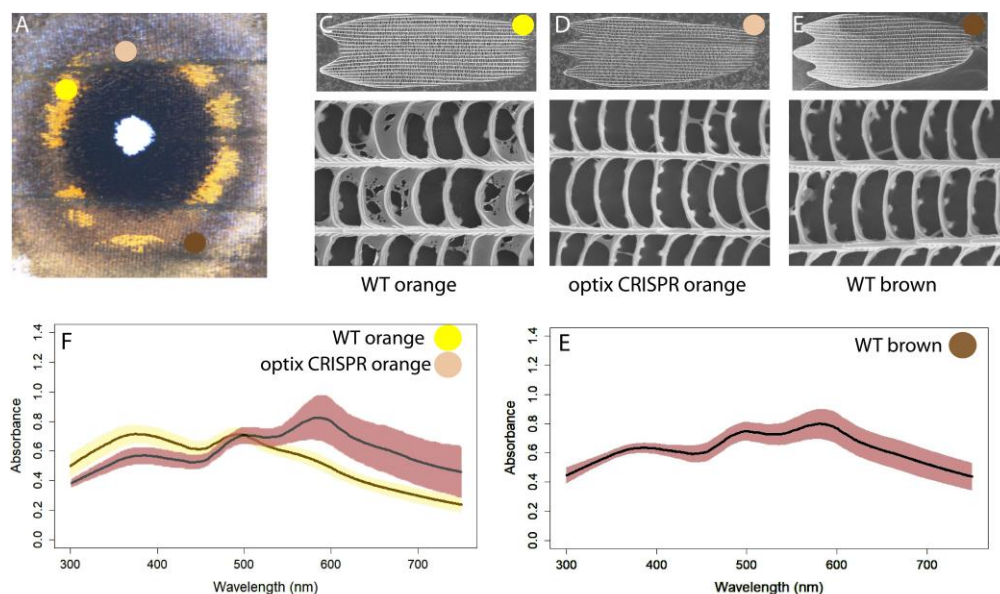 A
C
D
E
WT orange
optix CRISPR orange
WT brown
F
WT orange
optix CRISPR orange
Absorbance
1.4
1.2
1.0
0.8
0.6
0.4
0.2
0.0
300
400
500
600
700
Wavelength (nm)
E
WT brown
Absorbance
1.4
1.2
1.0
0.8
0.6
0.4
0.2
0.0
300
400
500
600
700
Wavelength (nm)